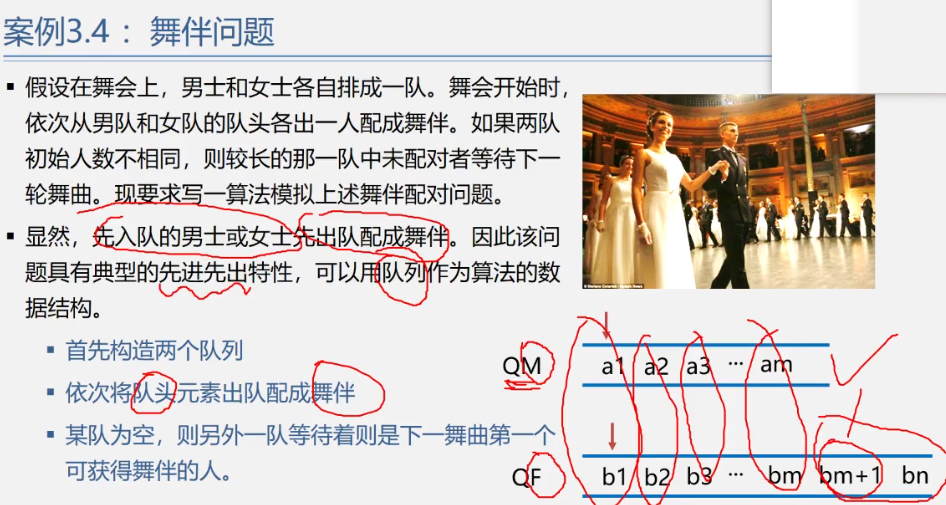 案例3.4 ：舞伴问题
▪ 假设在舞会上，男士和女士各自排成一队。舞会开始时，
依次从男队和女队的队头各出一人配成舞伴。如果两队
初始人数不相同，则较长的那一队中未配对者等待下一
轮舞曲。现要求写一算法模拟上述舞伴配对问题。
▪ 显然，先入队的男士或女士先出队配成舞伴。因此该问
题具有典型的先进先出特性，可以用队列作为算法的数
据结构。
▪ 首先构造两个队列
▪ 依次将队头元素出队配成舞伴
▪ 某队为空，则另外一队等待着则是下一舞曲第一个
可获得舞伴的人。
QM a1 a2 a3 ··· am
QF b1 b2 b3 ··· bm bm+1 bn